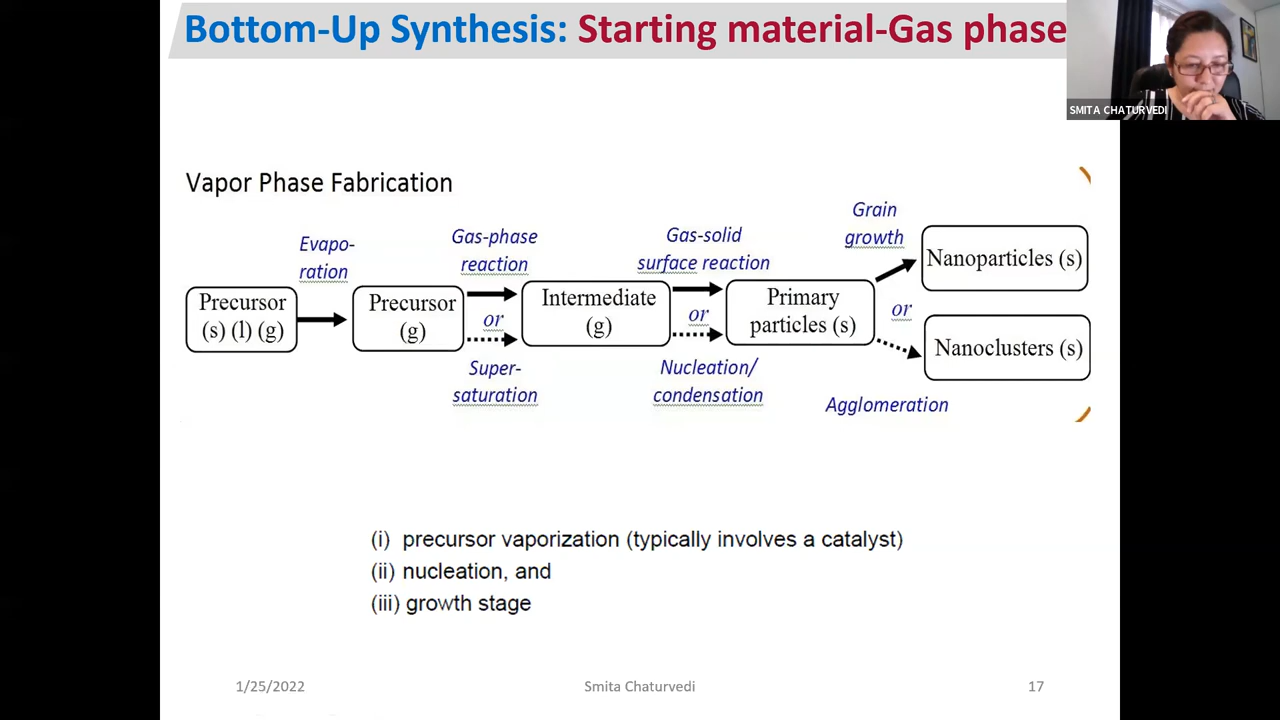 Bottom-Up Synthesis: Starting material-Gas phase
SMITA CHATURVEDI
Vapor Phase Fabrication
Evapo-
ration
Gas-phase
reaction
Gas-solid
surface reaction
Grain
growth
Precursor
(s) (l) (g)
Precursor
(g)
or
Intermediate
(g)
or
Primary
particles (s)
or
Nanoparticles (s)
Nanoclusters (s)
Super-
saturation
Nucleation/
condensation
Agglomeration
(i) precursor vaporization (typically involves a catalyst)
(ii) nucleation, and
(iii) growth stage
1/25/2022
Smita Chaturvedi
17